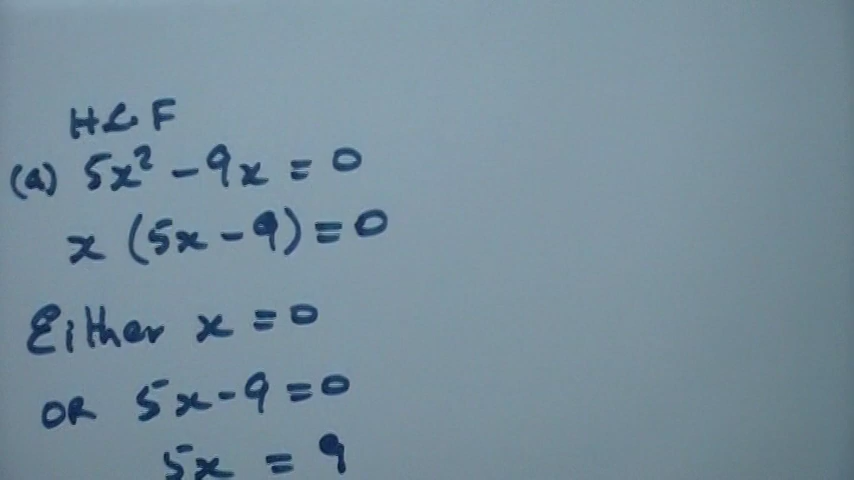 HCF
(a) 5x² - 9x = 0
x (5x - 9) = 0
Either x = 0
OR 5x - 9 = 0
5x = 9